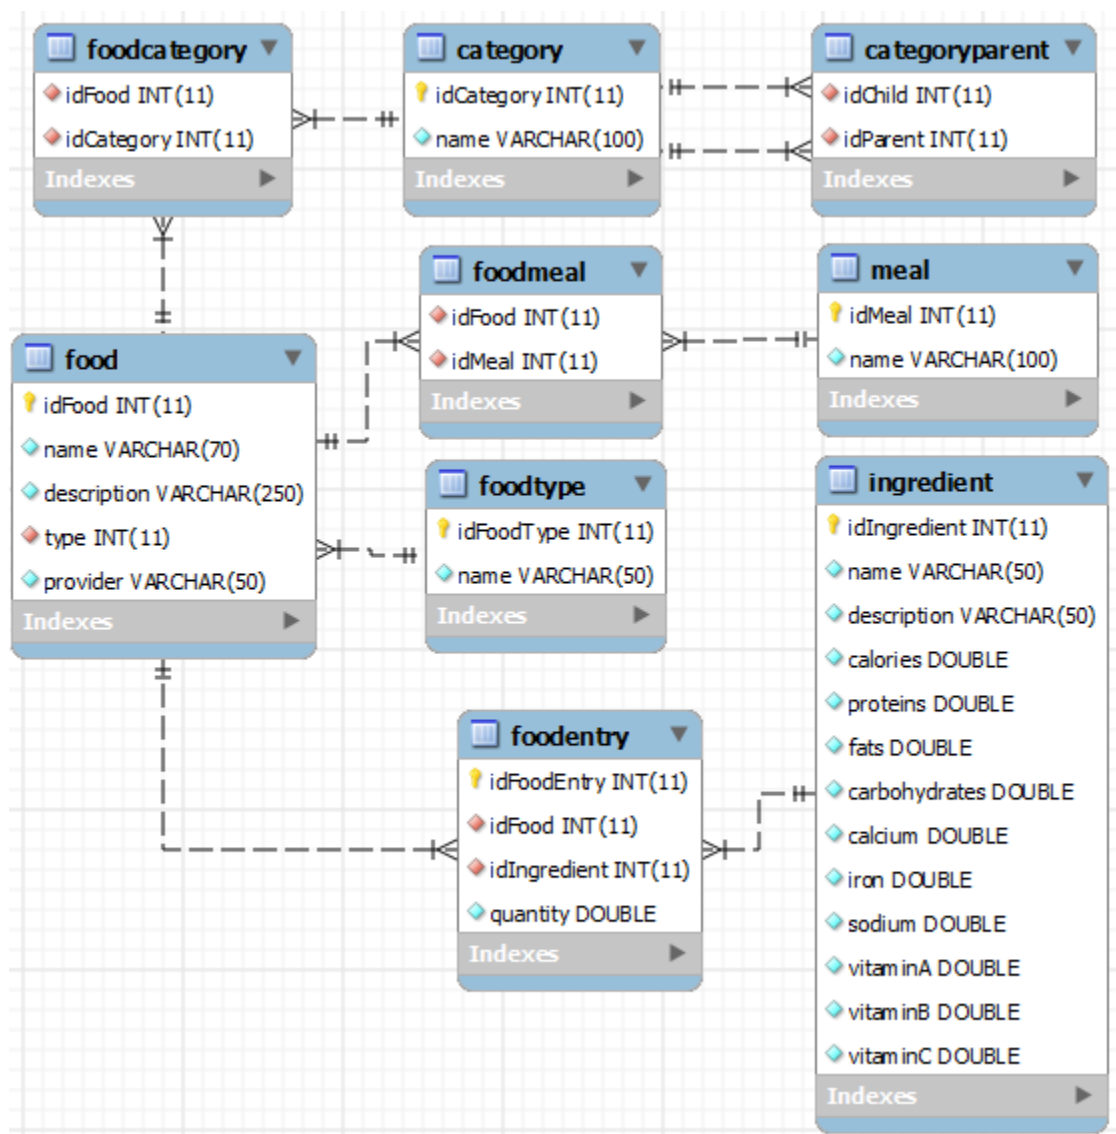 foodcategory
idFood INT(11)
idCategory INT(11)
Indexes
category
idCategory INT(11)
name VARCHAR(100)
Indexes
categoryparent
idChild INT(11)
idParent INT(11)
Indexes
foodmeal
idFood INT(11)
idMeal INT(11)
Indexes
meal
idMeal INT(11)
name VARCHAR(100)
Indexes
food
idFood INT(11)
name VARCHAR(70)
description VARCHAR(250)
type INT(11)
provider VARCHAR(50)
Indexes
foodtype
idFoodType INT(11)
name VARCHAR(50)
Indexes
foodentry
idFoodEntry INT(11)
idFood INT(11)
idIngredient INT(11)
quantity DOUBLE
Indexes
ingredient
idIngredient INT(11)
name VARCHAR(50)
description VARCHAR(50)
calories DOUBLE
proteins DOUBLE
fats DOUBLE
carbohydrates DOUBLE
calcium DOUBLE
iron DOUBLE
sodium DOUBLE
vitaminA DOUBLE
vitaminB DOUBLE
vitaminC DOUBLE
Indexes